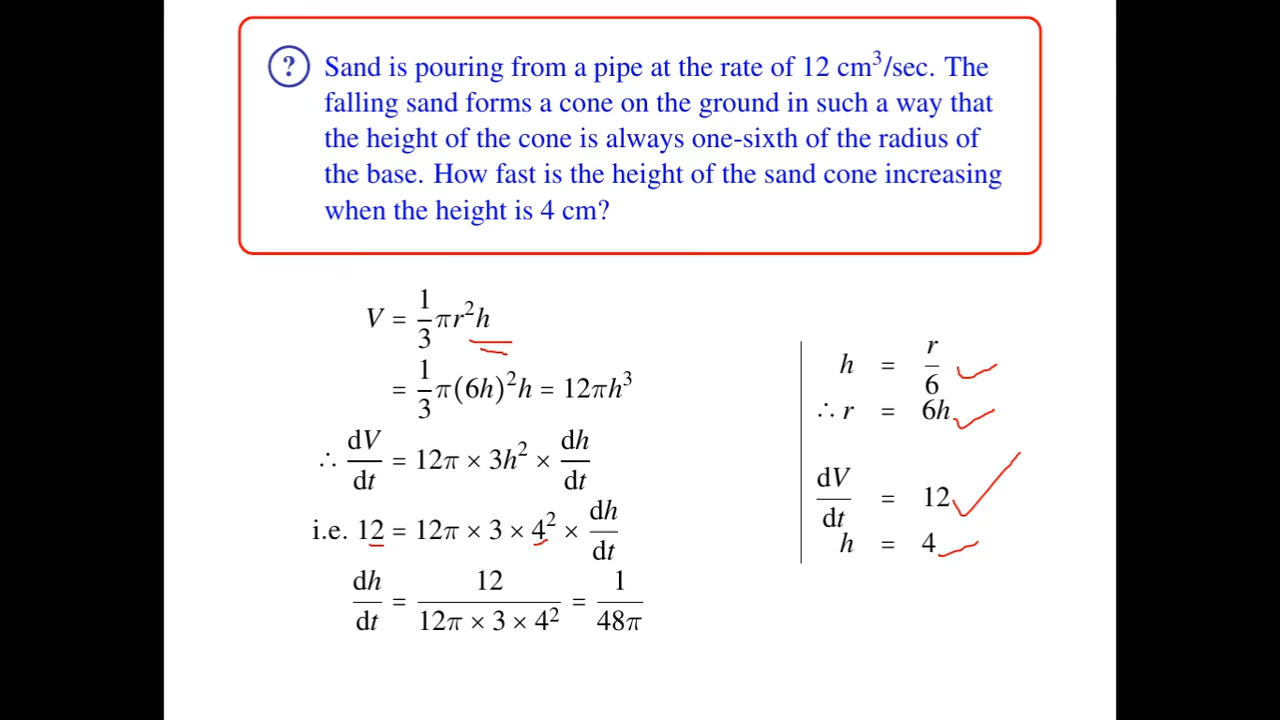 ? Sand is pouring from a pipe at the rate of 12 cm³/sec. The
falling sand forms a cone on the ground in such a way that
the height of the cone is always one-sixth of the radius of
the base. How fast is the height of the sand cone increasing
when the height is 4 cm?
V = 1/3 πr²h
= 1/3 π(6h)²h = 12πh³
∴ dV/dt = 12π × 3h² × dh/dt
i.e. 12 = 12π × 3 × 4² × dh/dt
dh/dt = 12/(12π × 3 × 4²) = 1/(48π)
h = r/6
∴ r = 6h
dV/dt = 12
h = 4